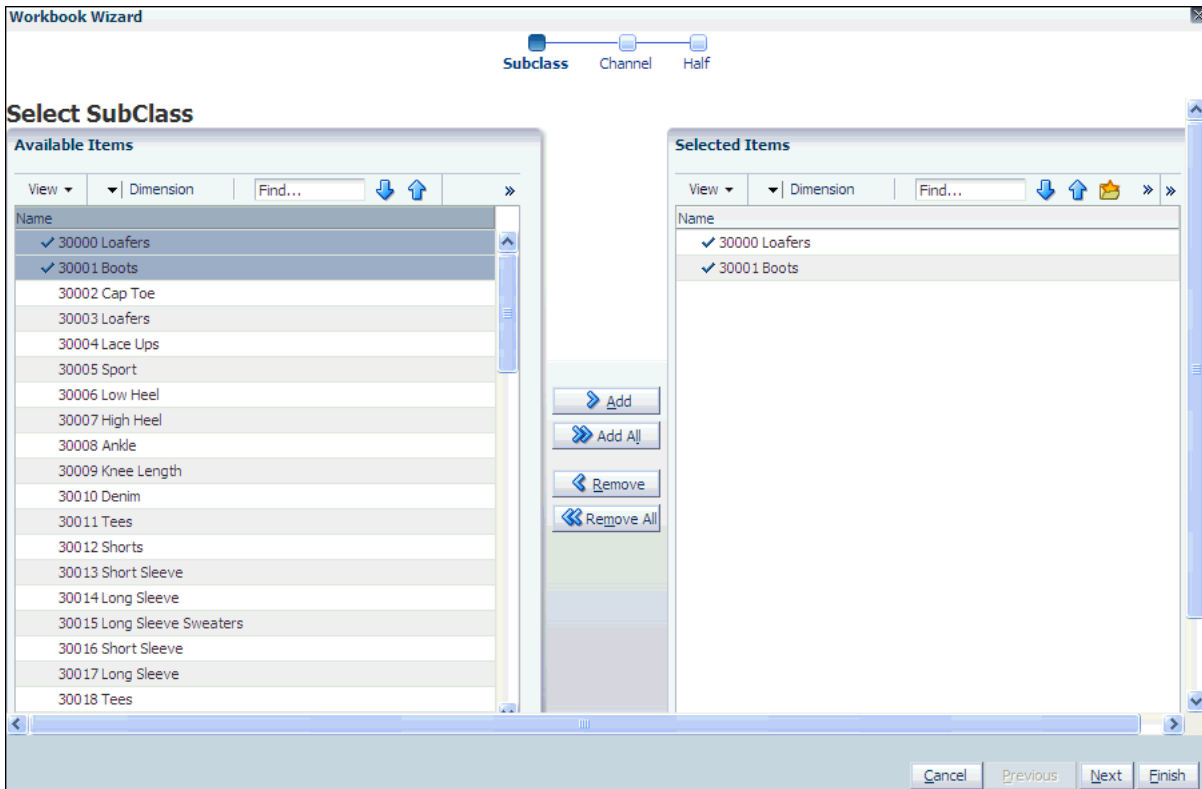 Workbook Wizard
Subclass Channel Half
Select SubClass
Available Items
View Dimension Find... »
Name
30000 Loafers
30001 Boots
30002 Cap Toe
30003 Loafers
30004 Lace Ups
30005 Sport
30006 Low Heel
30007 High Heel
30008 Ankle
30009 Knee Length
30010 Denim
30011 Tees
30012 Shorts
30013 Short Sleeve
30014 Long Sleeve
30015 Long Sleeve Sweaters
30016 Short Sleeve
30017 Long Sleeve
30018 Tees
Add
Add All
Remove
Remove All
Selected Items
View Dimension Find... » »
Name
30000 Loafers
30001 Boots
Cancel Previous Next Finish